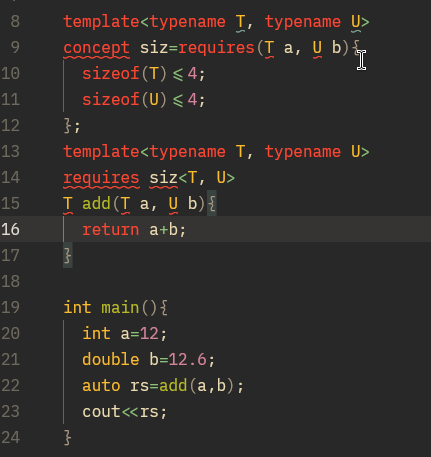 8 template<typename T, typename U>
9 concept siz=requires(T a, U b){
10 sizeof(T)<=4;
11 sizeof(U)<=4;
12 };
13 template<typename T, typename U>
14 requires siz<T, U>
15 T add(T a, U b){
16 return a+b;
17 }
18
19 int main(){
20 int a=12;
21 double b=12.6;
22 auto rs=add(a,b);
23 cout<<rs;
24 }